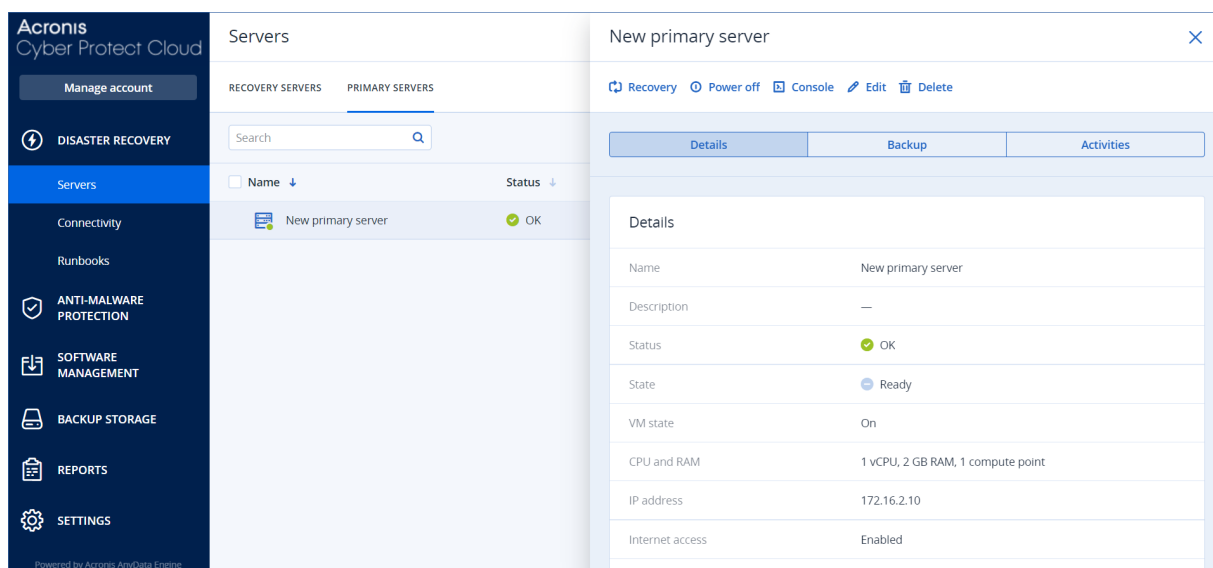 Acronis
Cyber Protect Cloud
Manage account
DISASTER RECOVERY
Servers
Connectivity
Runbooks
ANTI-MALWARE
PROTECTION
SOFTWARE
MANAGEMENT
BACKUP STORAGE
REPORTS
SETTINGS
Powered by Acronis AnyData Engine
Servers
RECOVERY SERVERS PRIMARY SERVERS
Search
Name Status
New primary server OK
New primary server
Recovery Power off Console Edit Delete
Details Backup Activities
Details
Name New primary server
Description —
Status OK
State Ready
VM state On
CPU and RAM 1 vCPU, 2 GB RAM, 1 compute point
IP address 172.16.2.10
Internet access Enabled